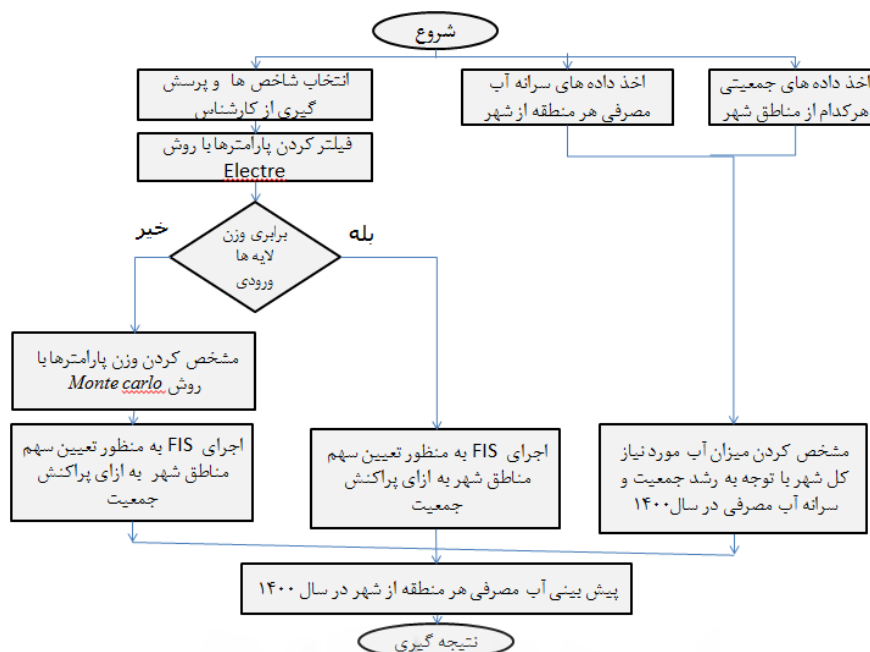 شروع
اخذ داده های جمعیتی
هرکدام از مناطق شهر
اخذ داده های سرانه آب
مصرفی هر منطقه از شهر
انتخاب شاخص ها و پرسش
گیری از کارشناس
فیلتر کردن پارامترها با روش
Electre
برابری وزن
لایه ها
ورودی
بله
خیر
مشخص کردن وزن پارامترها با
روش Monte carlo
اجرای FIS به منظور تعیین سهم
مناطق شهر به ازای پراکنش
جمعیت
اجرای FIS به منظور تعیین سهم
مناطق شهر به ازای پراکنش
جمعیت
مشخص کردن میزان آب مورد نیاز
کل شهر با توجه به رشد جمعیت و
سرانه آب مصرفی در سال۱۴۰۰
پیش بینی آب مصرفی هر منطقه از شهر در سال ۱۴۰۰
نتیجه گیری